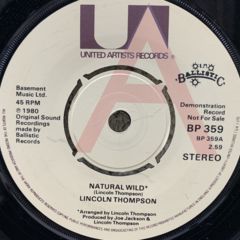 UNITED ARTISTS RECORDS
Basement
Music Ltd.
45 RPM
℗ 1980
Original Sound
Recordings
made by
Ballistic
Records
BALLISTIC
Demonstration
Record
Not For Sale
BP 359
BP 359A
2.59
STEREO
NATURAL WILD*
(Lincoln Thompson)
LINCOLN THOMPSON
*Arranged by Lincoln Thompson
Produced by Joe Jackson &
Lincoln Thompson